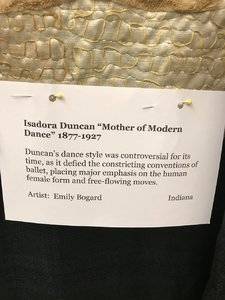 Isadora Duncan “Mother of Modern
Dance” 1877-1927
Duncan’s dance style was controversial for its
time, as it defied the constricting conventions of
ballet, placing major emphasis on the human
female form and free-flowing moves.
Artist: Emily Bogard Indiana